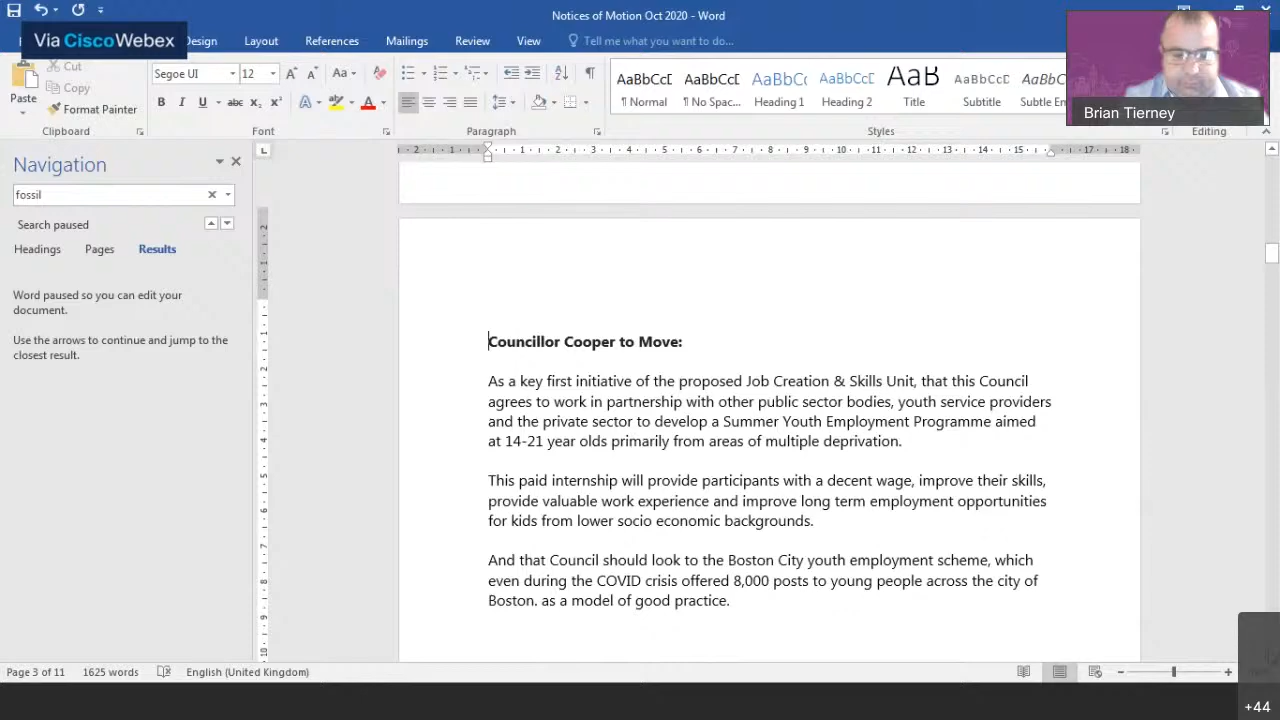 Notices of Motion Oct 2020 - Word
Via CiscoWebex
Design Layout References Mailings Review View Tell me what you want to do...
Brian Tierney
Paste
Cut
Copy
Format Painter
Segoe UI 12
AaBbCcD AaBbCcD AaBbCc AaBbCcD AaB AaBbCcD AaBbCc
¶ Normal ¶ No Spac... Heading 1 Heading 2 Title Subtitle Subtle Em
Clipboard Font Paragraph Styles Editing
Navigation
fossil
Search paused
Headings Pages Results
Word paused so you can edit your
document.
Use the arrows to continue and jump to the
closest result.
Councillor Cooper to Move:
As a key first initiative of the proposed Job Creation & Skills Unit, that this Council
agrees to work in partnership with other public sector bodies, youth service providers
and the private sector to develop a Summer Youth Employment Programme aimed
at 14-21 year olds primarily from areas of multiple deprivation.
This paid internship will provide participants with a decent wage, improve their skills,
provide valuable work experience and improve long term employment opportunities
for kids from lower socio economic backgrounds.
And that Council should look to the Boston City youth employment scheme, which
even during the COVID crisis offered 8,000 posts to young people across the city of
Boston. as a model of good practice.
Page 3 of 11 1625 words English (United Kingdom)
+44